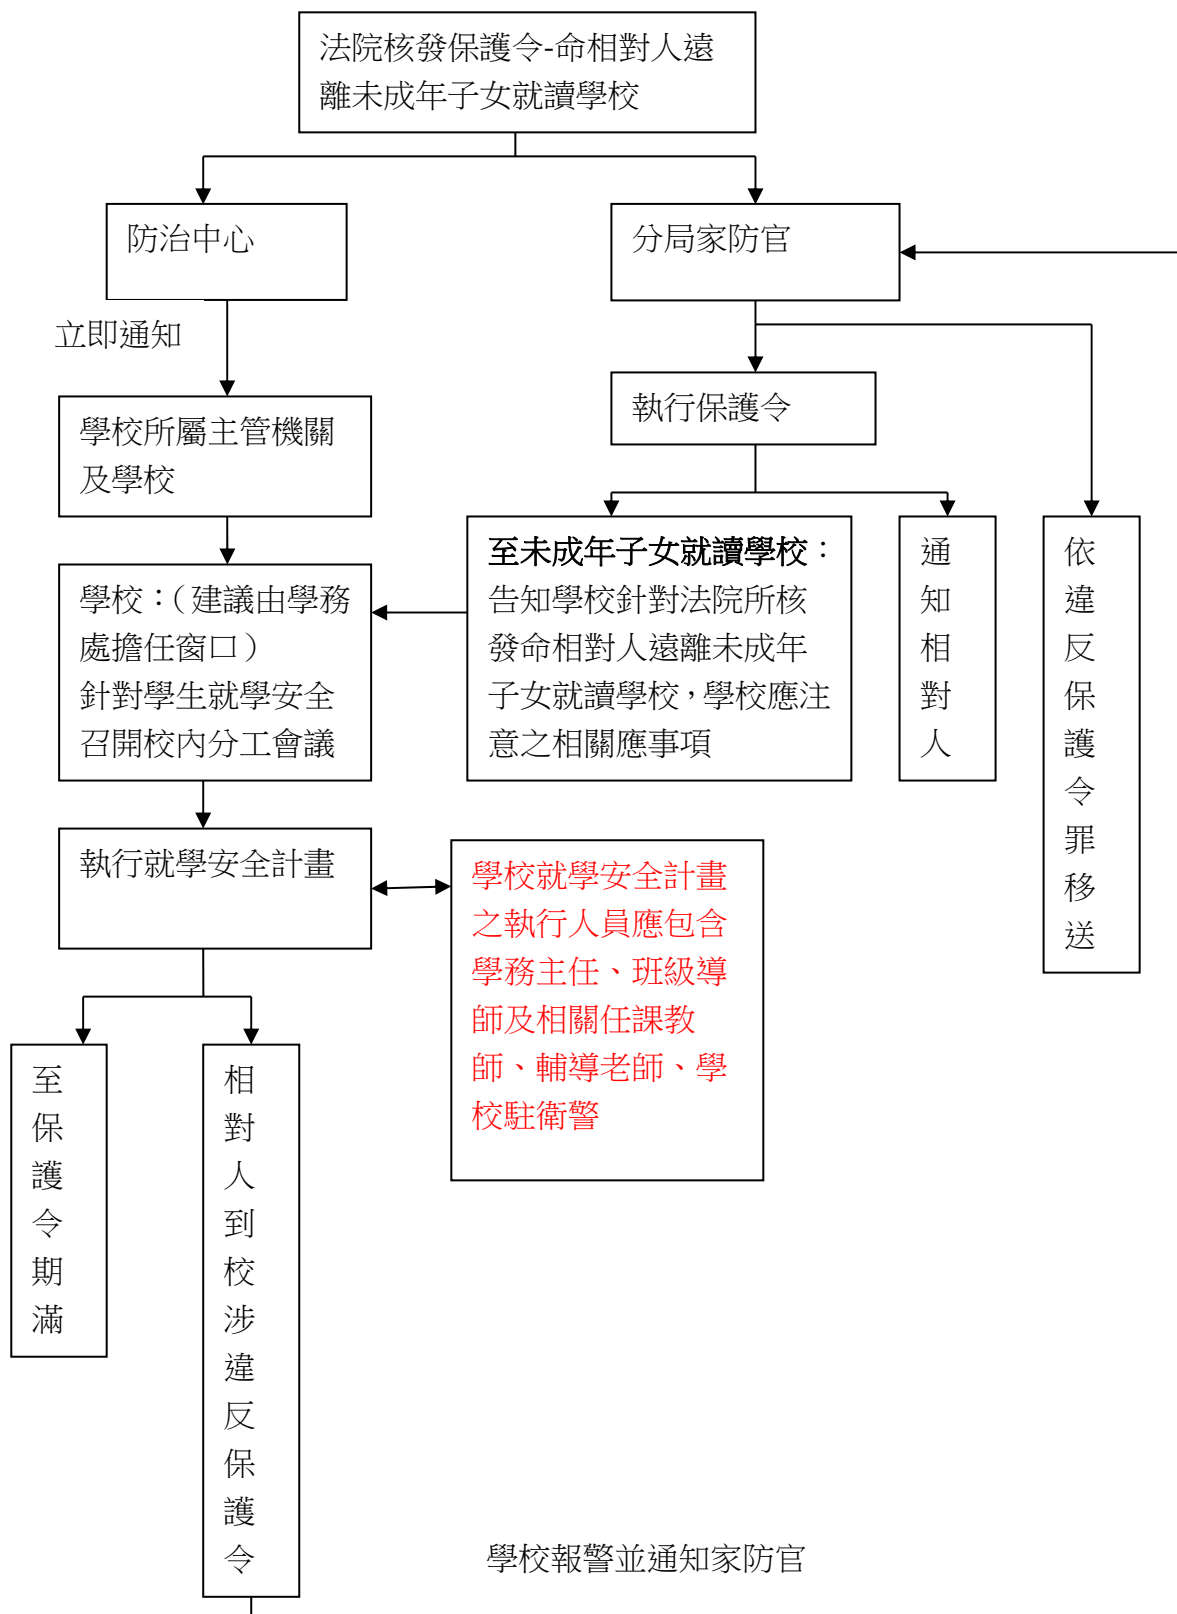 法院核發保護令-命相對人遠
離未成年子女就讀學校
防治中心
分局家防官
立即通知
執行保護令
學校所屬主管機關
及學校
學校：（建議由學務
處擔任窗口）
針對學生就學安全
召開校內分工會議
至未成年子女就讀學校：
告知學校針對法院所核
發命相對人遠離未成年
子女就讀學校，學校應注
意之相關應事項
通知相對人
依違反保護令罪移送
執行就學安全計畫
學校就學安全計畫
之執行人員應包含
學務主任、班級導
師及相關任課教
師、輔導老師、學
校駐衛警
至保護令期滿
相對人到校涉違反保護令
學校報警並通知家防官